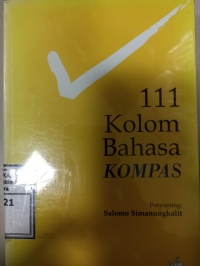 111
Kolom
Bahasa
KOMPAS
Penyunting:
Salomo Simanungkalit
21